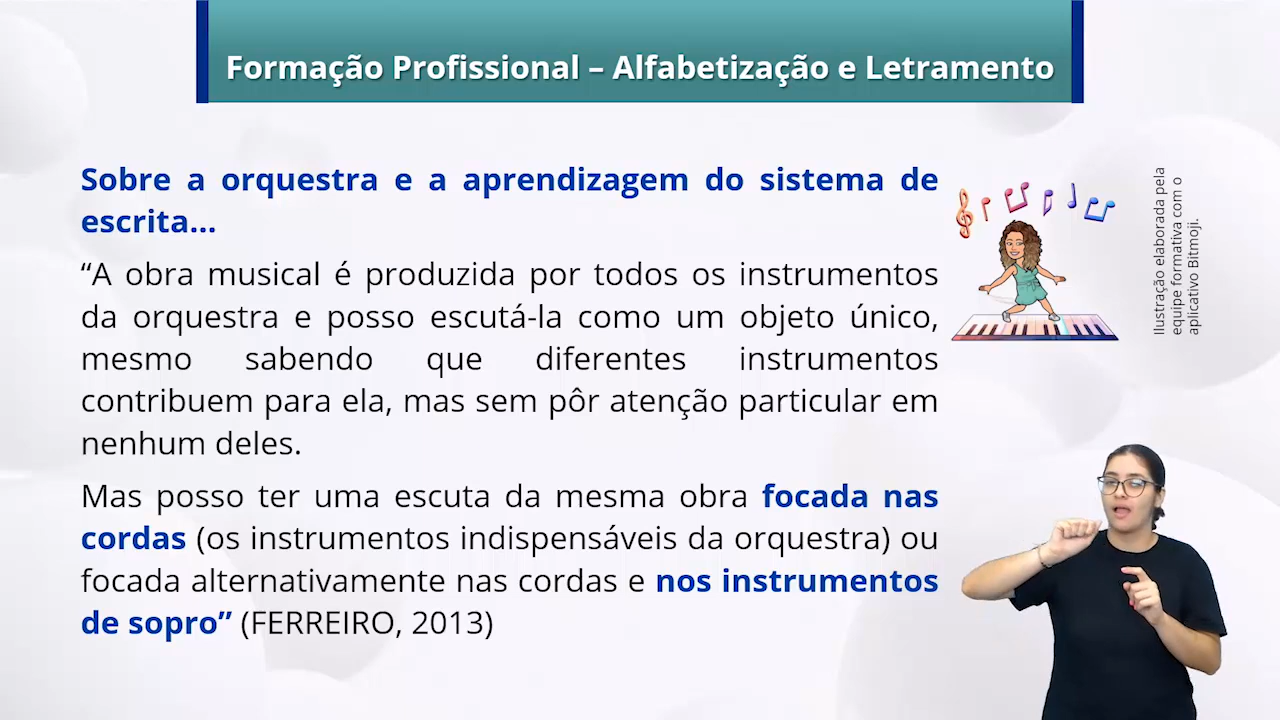 Formação Profissional – Alfabetização e Letramento
Sobre a orquestra e a aprendizagem do sistema de
escrita...
“A obra musical é produzida por todos os instrumentos
da orquestra e posso escutá-la como um objeto único,
mesmo sabendo que diferentes instrumentos
contribuem para ela, mas sem pôr atenção particular em
nenhum deles.
Mas posso ter uma escuta da mesma obra focada nas
cordas (os instrumentos indispensáveis da orquestra) ou
focada alternativamente nas cordas e nos instrumentos
de sopro” (FERREIRO, 2013)
Ilustração elaborada pela
equipe formativa com o
aplicativo Bitmoji.